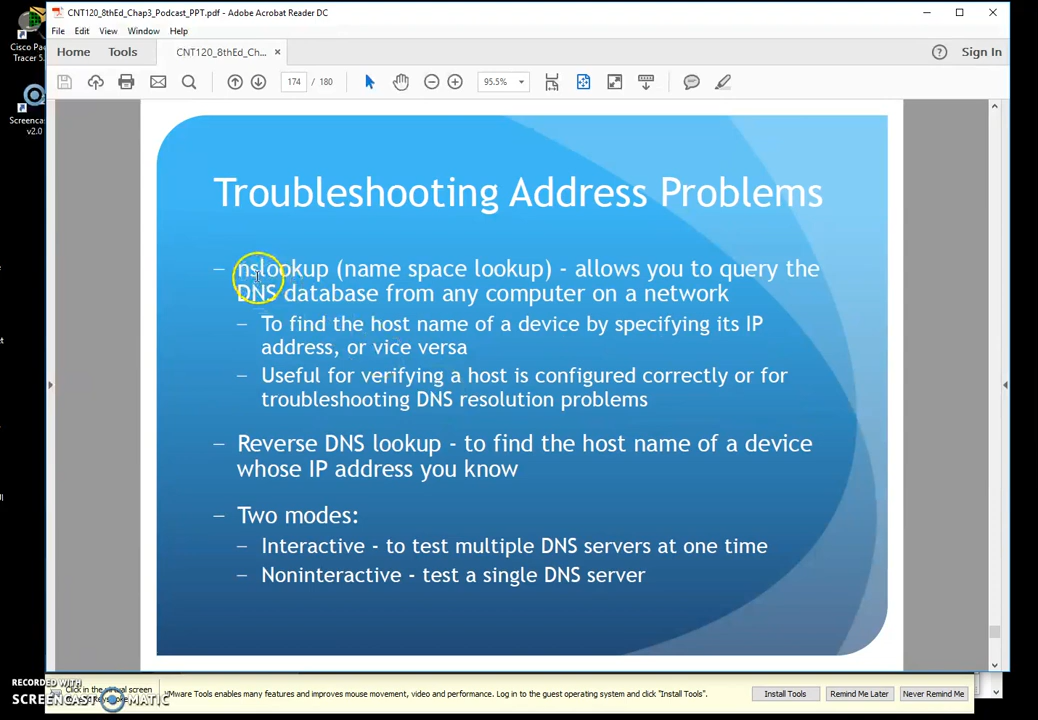 CNT120_8thEd_Chap3_Podcast_PPT.pdf - Adobe Acrobat Reader DC
File Edit View Window Help
Home Tools CNT120_8thEd_Ch... × Sign In
174 / 180 95.5%
Cisco Pa
Tracer 5.
Screenca
v2.0
Troubleshooting Address Problems
– nslookup (name space lookup) - allows you to query the
DNS database from any computer on a network
– To find the host name of a device by specifying its IP
address, or vice versa
– Useful for verifying a host is configured correctly or for
troubleshooting DNS resolution problems
– Reverse DNS lookup - to find the host name of a device
whose IP address you know
– Two modes:
– Interactive - to test multiple DNS servers at one time
– Noninteractive - test a single DNS server
RECORDED WITH
SCREENCAST-O-MATIC
Click in the virtual screen
VMware Tools enables many features and improves mouse movement, video and performance. Log in to the guest operating system and click "Install Tools".
Install Tools Remind Me Later Never Remind Me